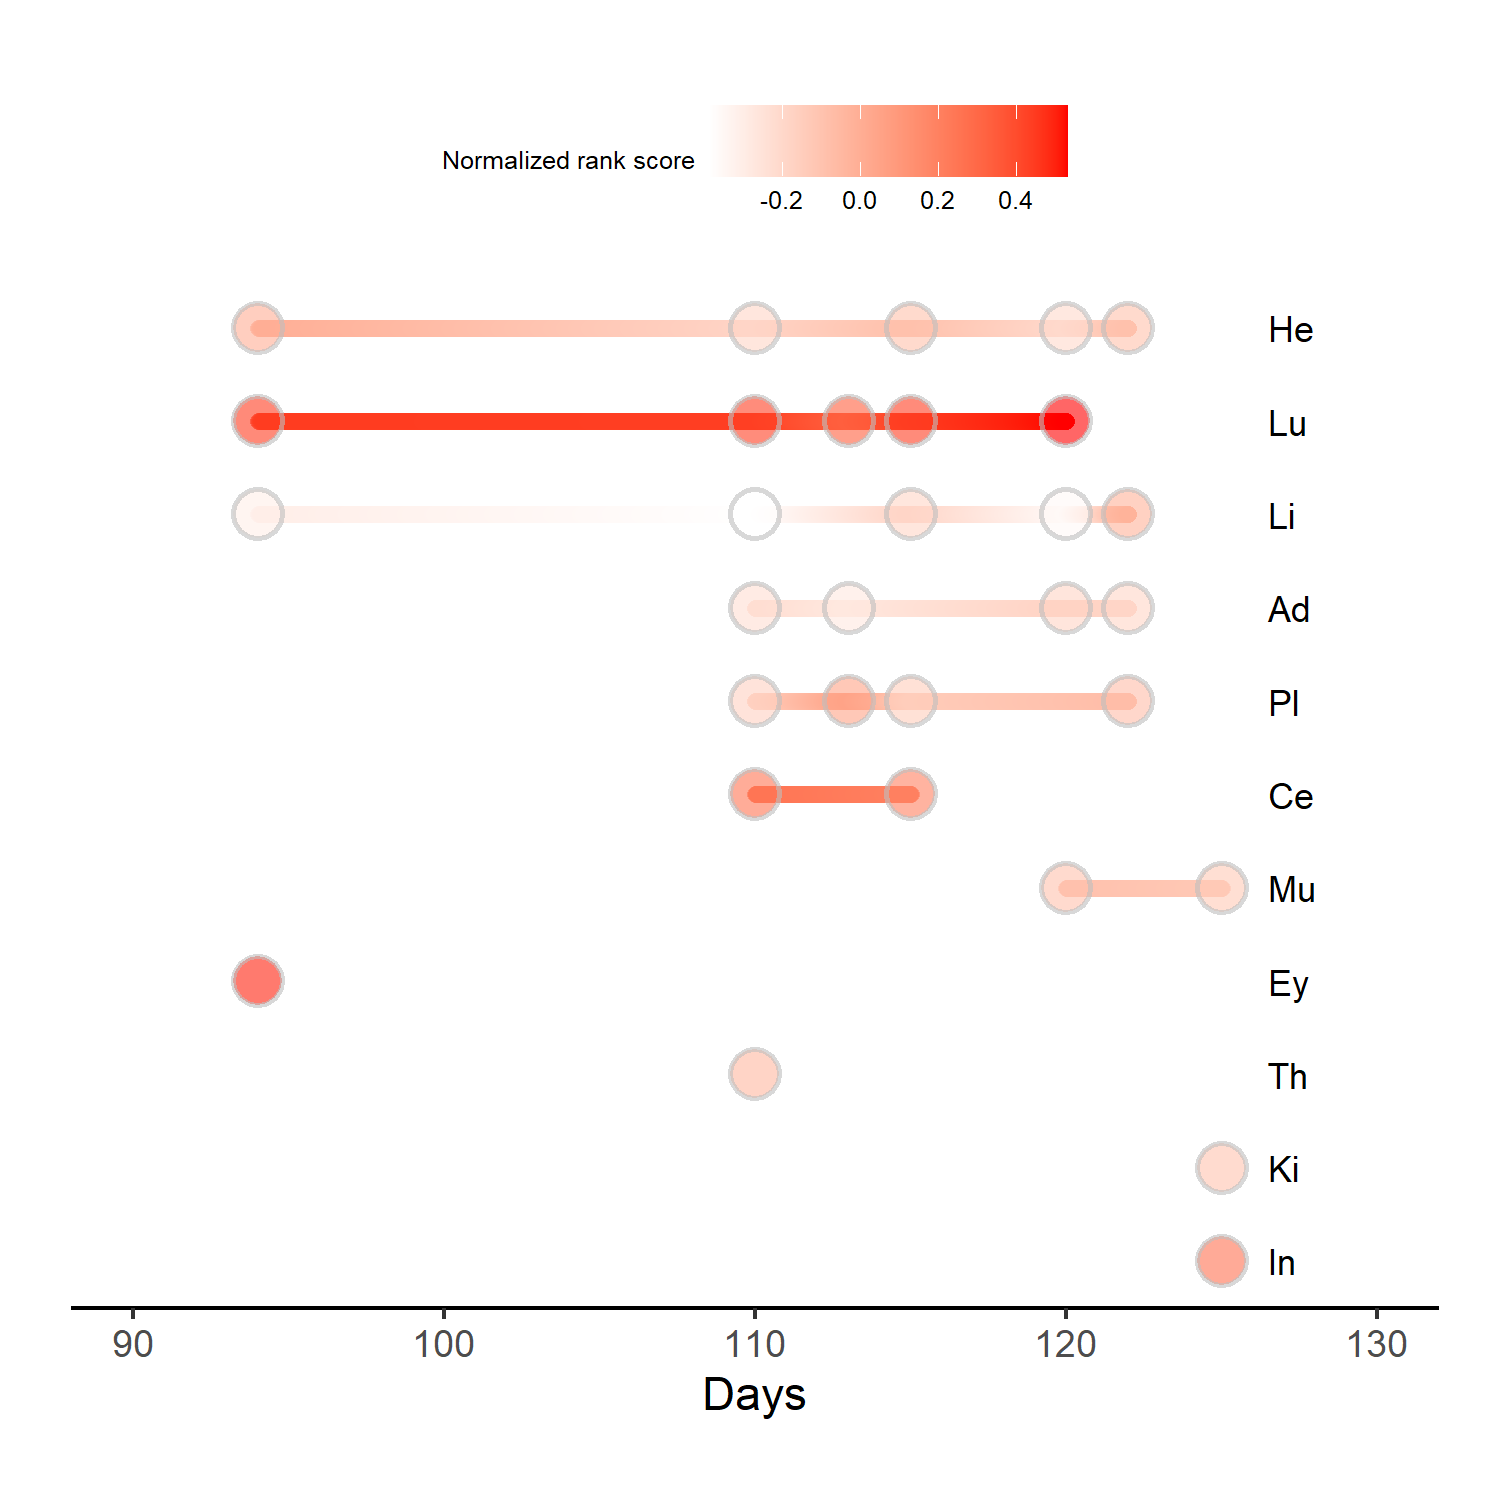 Normalized rank score
-0.2 0.0 0.2 0.4
He
Lu
Li
Ad
Pl
Ce
Mu
Ey
Th
Ki
In
90 100 110 120 130
Days